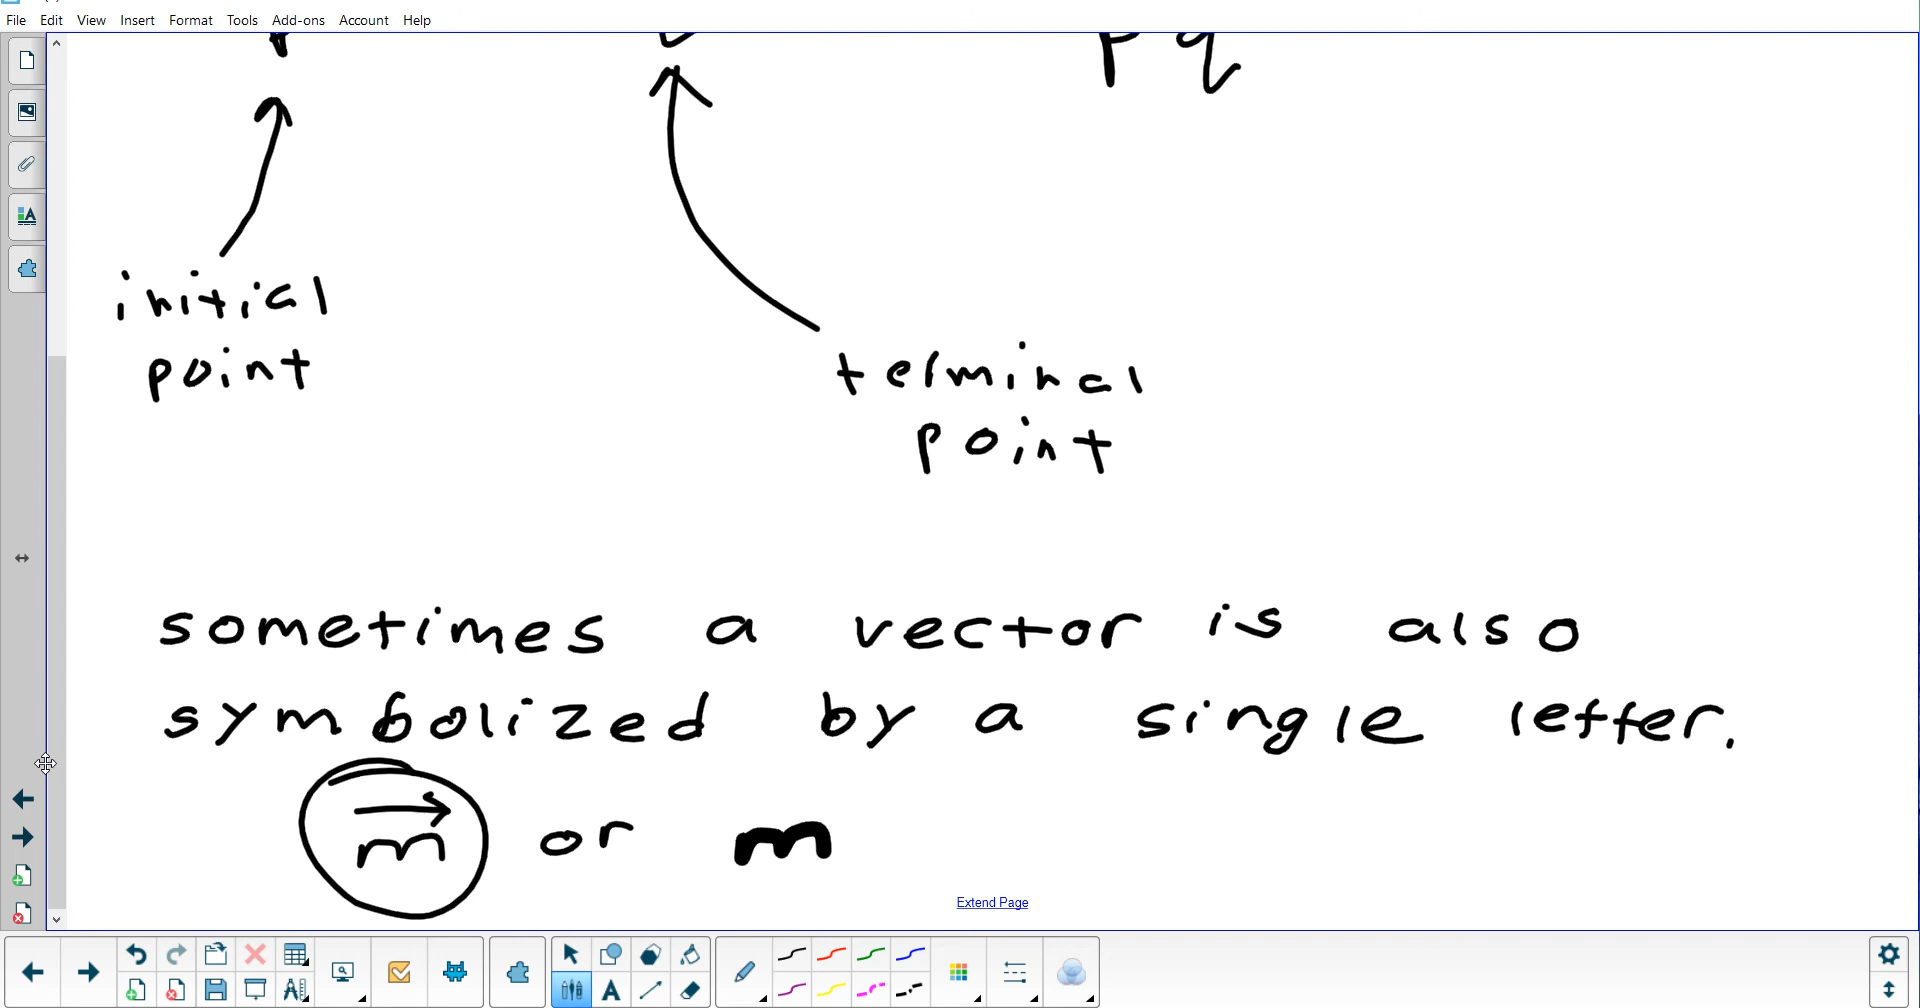 File Edit View Insert Format Tools Add-ons Account Help
p q
initial
point
terminal
point
sometimes a vector is also
symbolized by a single letter.
m or m
Extend Page